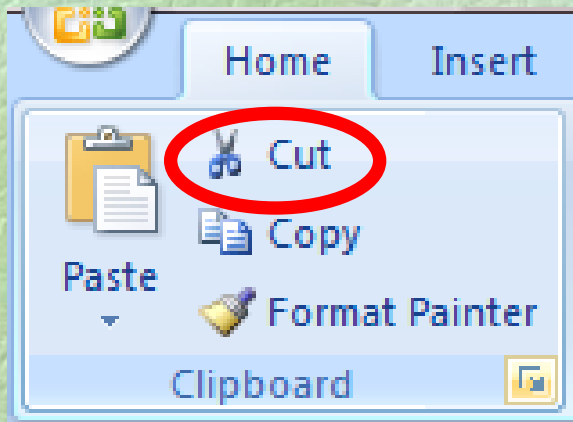 Home Insert
Cut
Copy
Paste
Format Painter
Clipboard